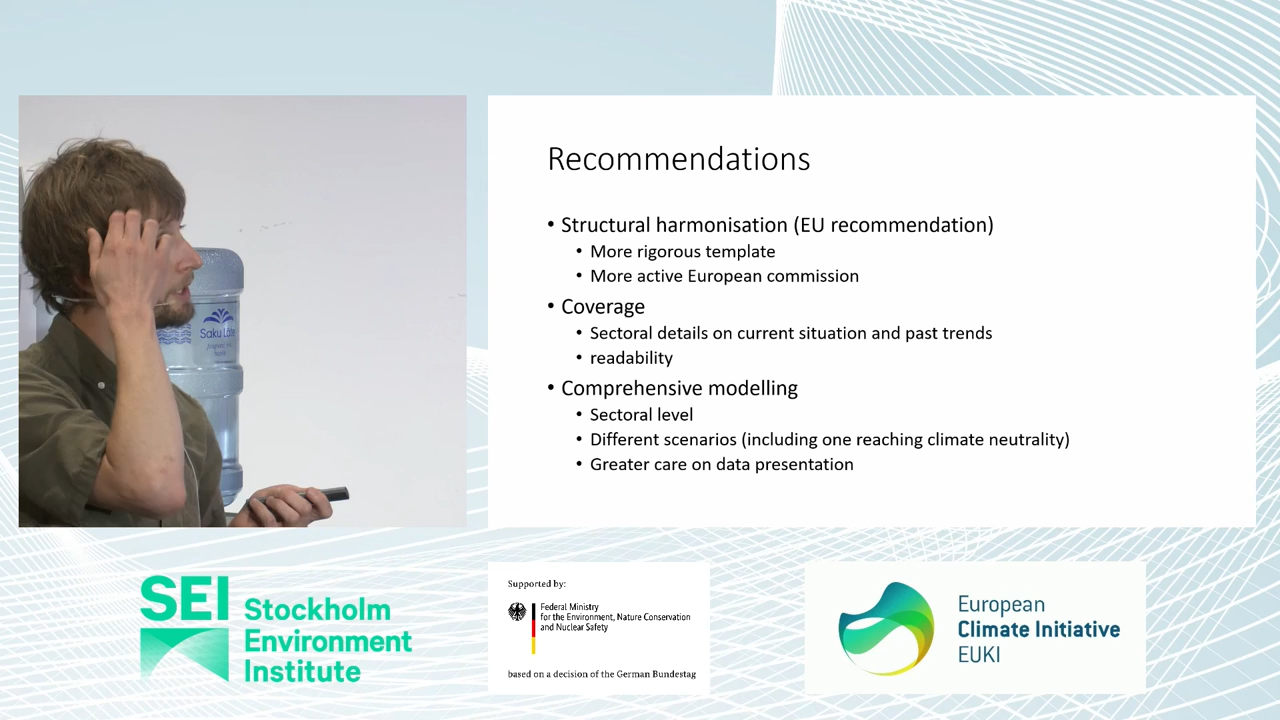 Recommendations
• Structural harmonisation (EU recommendation)
• More rigorous template
• More active European commission
• Coverage
• Sectoral details on current situation and past trends
• readability
• Comprehensive modelling
• Sectoral level
• Different scenarios (including one reaching climate neutrality)
• Greater care on data presentation
Saku Läte
SEI Stockholm
Environment
Institute
Supported by:
Federal Ministry
for the Environment, Nature Conservation
and Nuclear Safety
based on a decision of the German Bundestag
European
Climate Initiative
EUKI